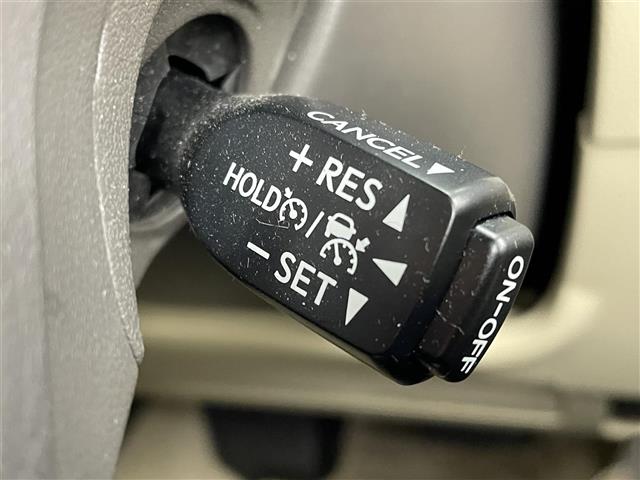 CANCEL ▼
+ RES ▲
HOLD /
- SET ▼
ON-OFF